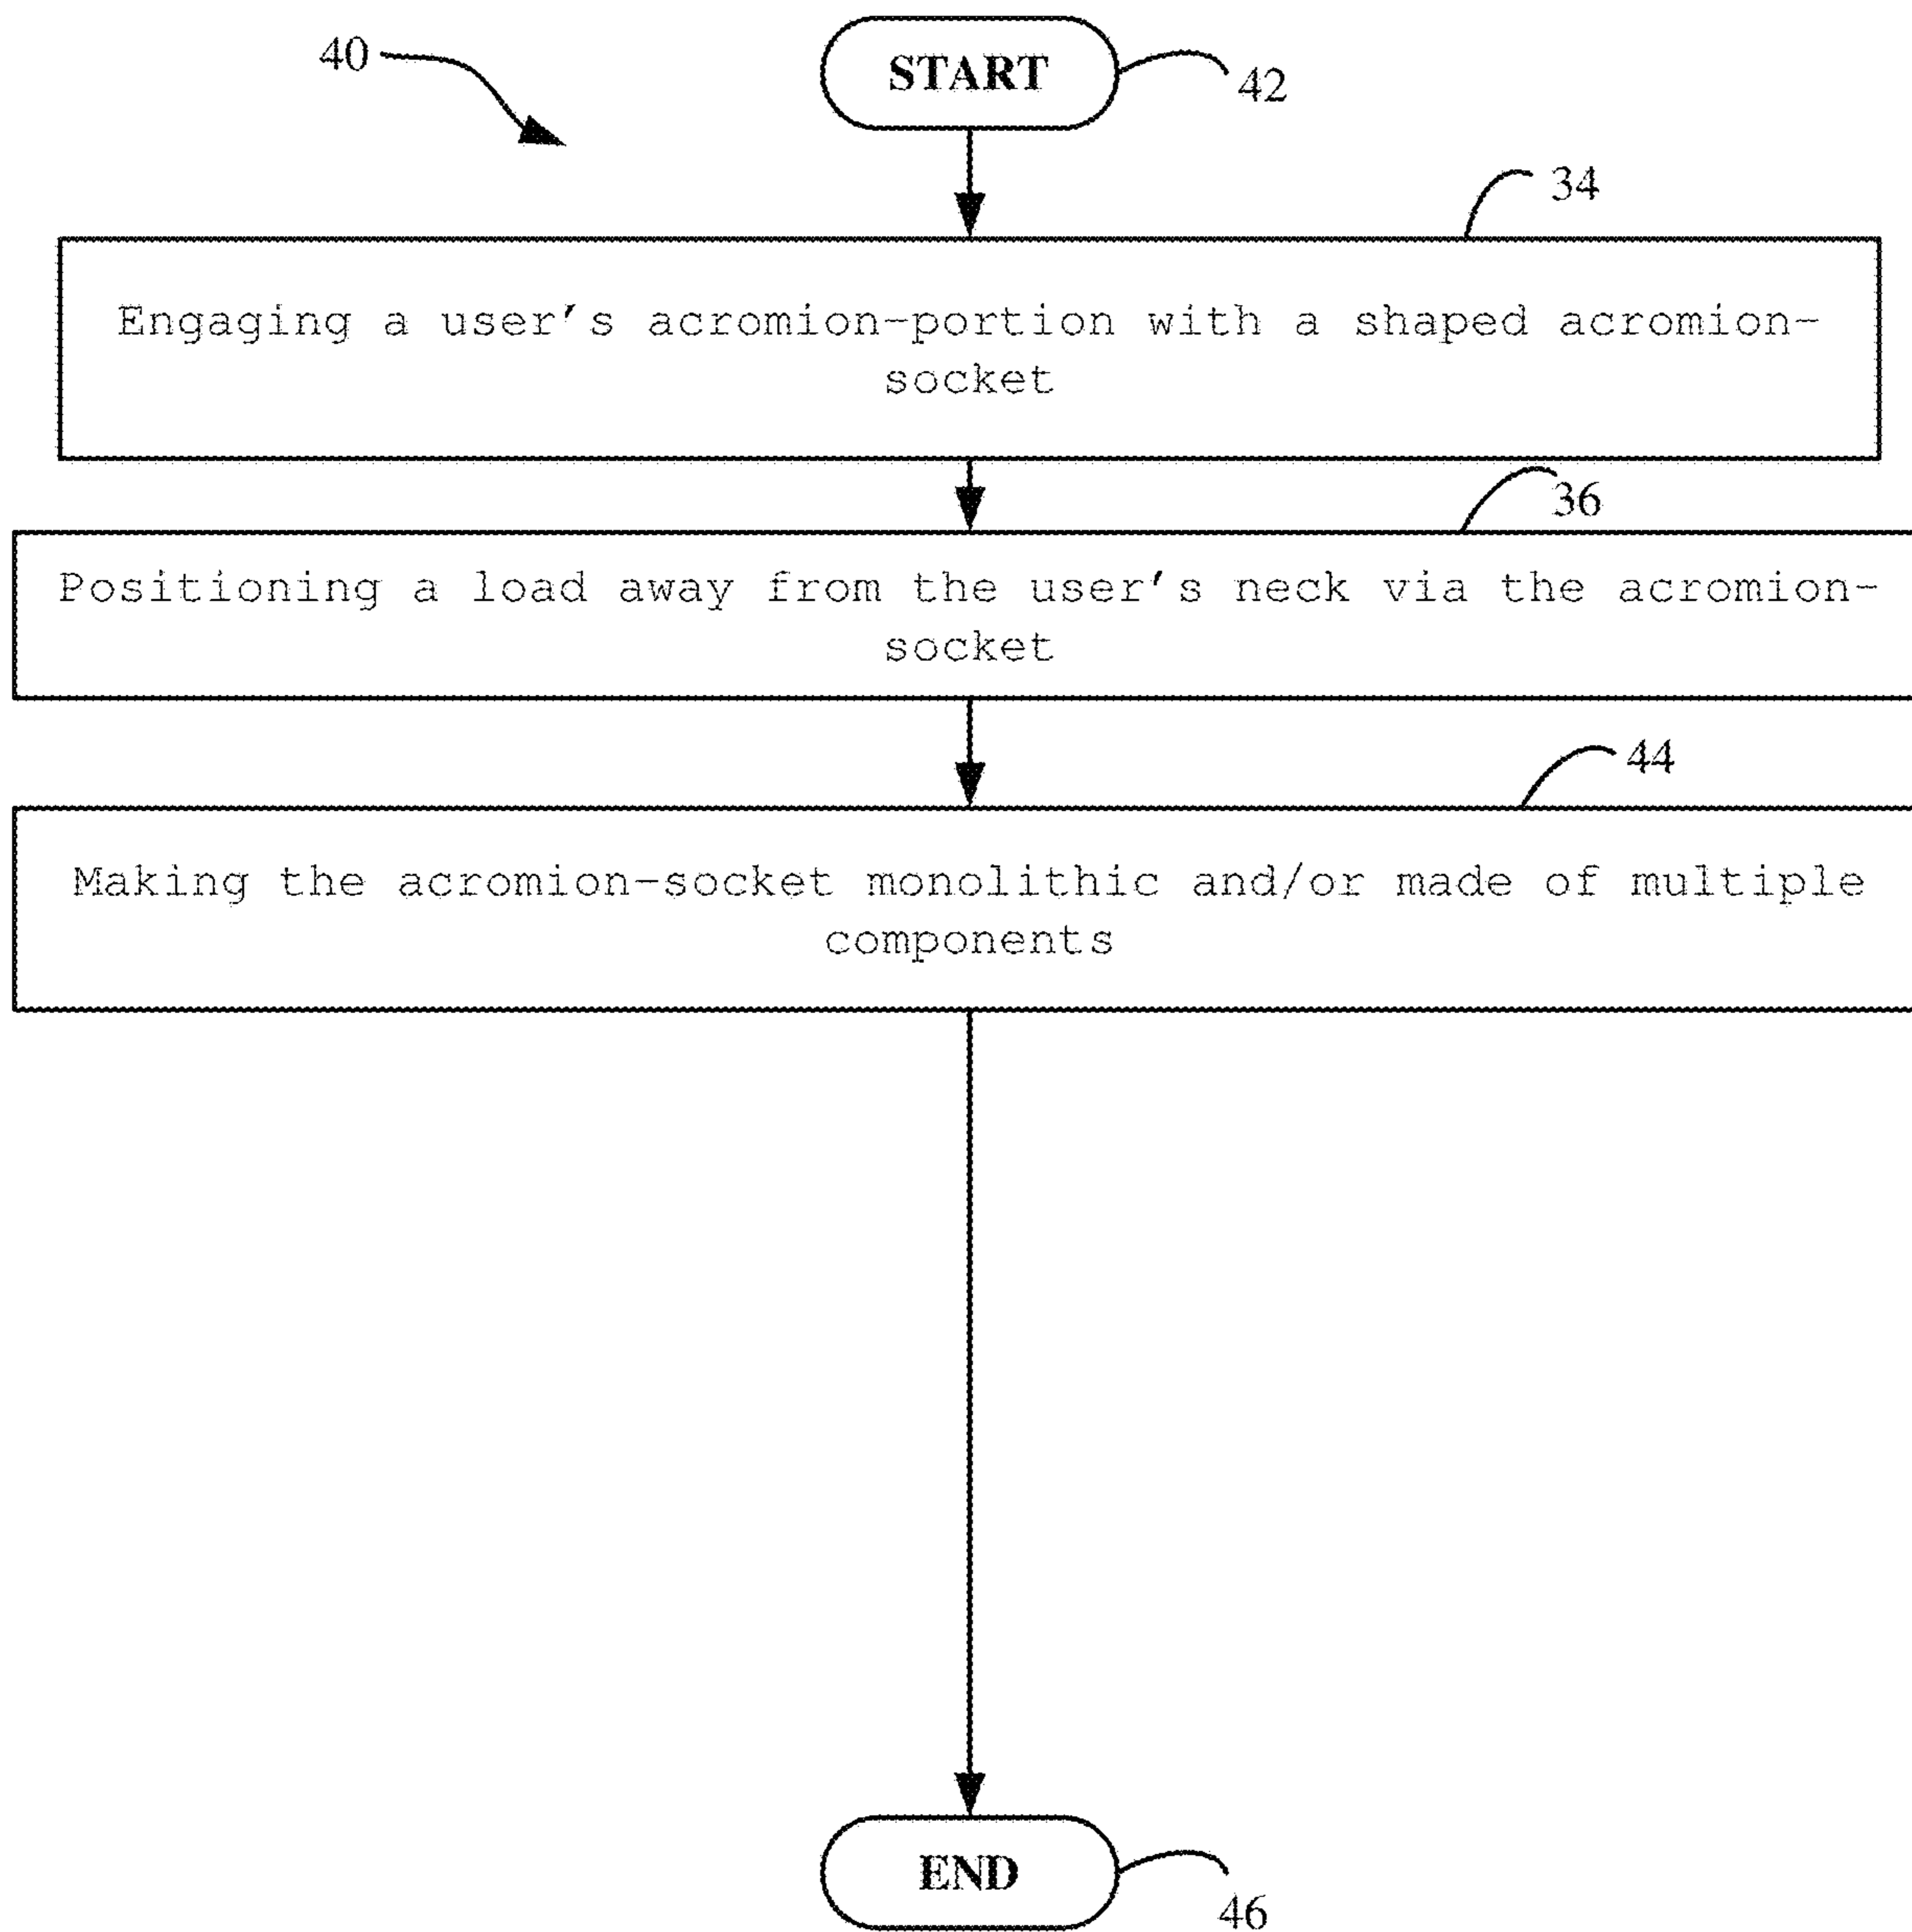 40
START
42
34
Engaging a user's acromion-portion with a shaped acromion-
socket
36
Positioning a load away from the user's neck via the acromion-
socket
44
Making the acromion-socket monolithic and/or made of multiple
components
END
46